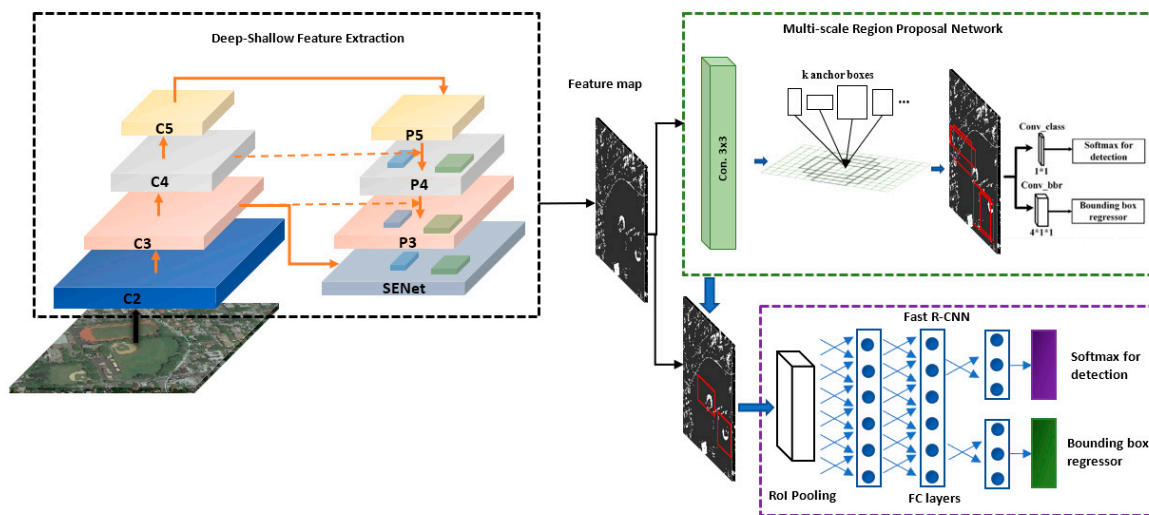 Deep-Shallow Feature Extraction
C5
C4
C3
C2
P5
P4
P3
SENet
Feature map
Multi-scale Region Proposal Network
Con. 3x3
k anchor boxes
...
Conv_class
1*1
Softmax for
detection
Conv_bbr
4*1*1
Bounding box
regressor
Fast R-CNN
RoI Pooling
FC layers
Softmax for
detection
Bounding box
regressor